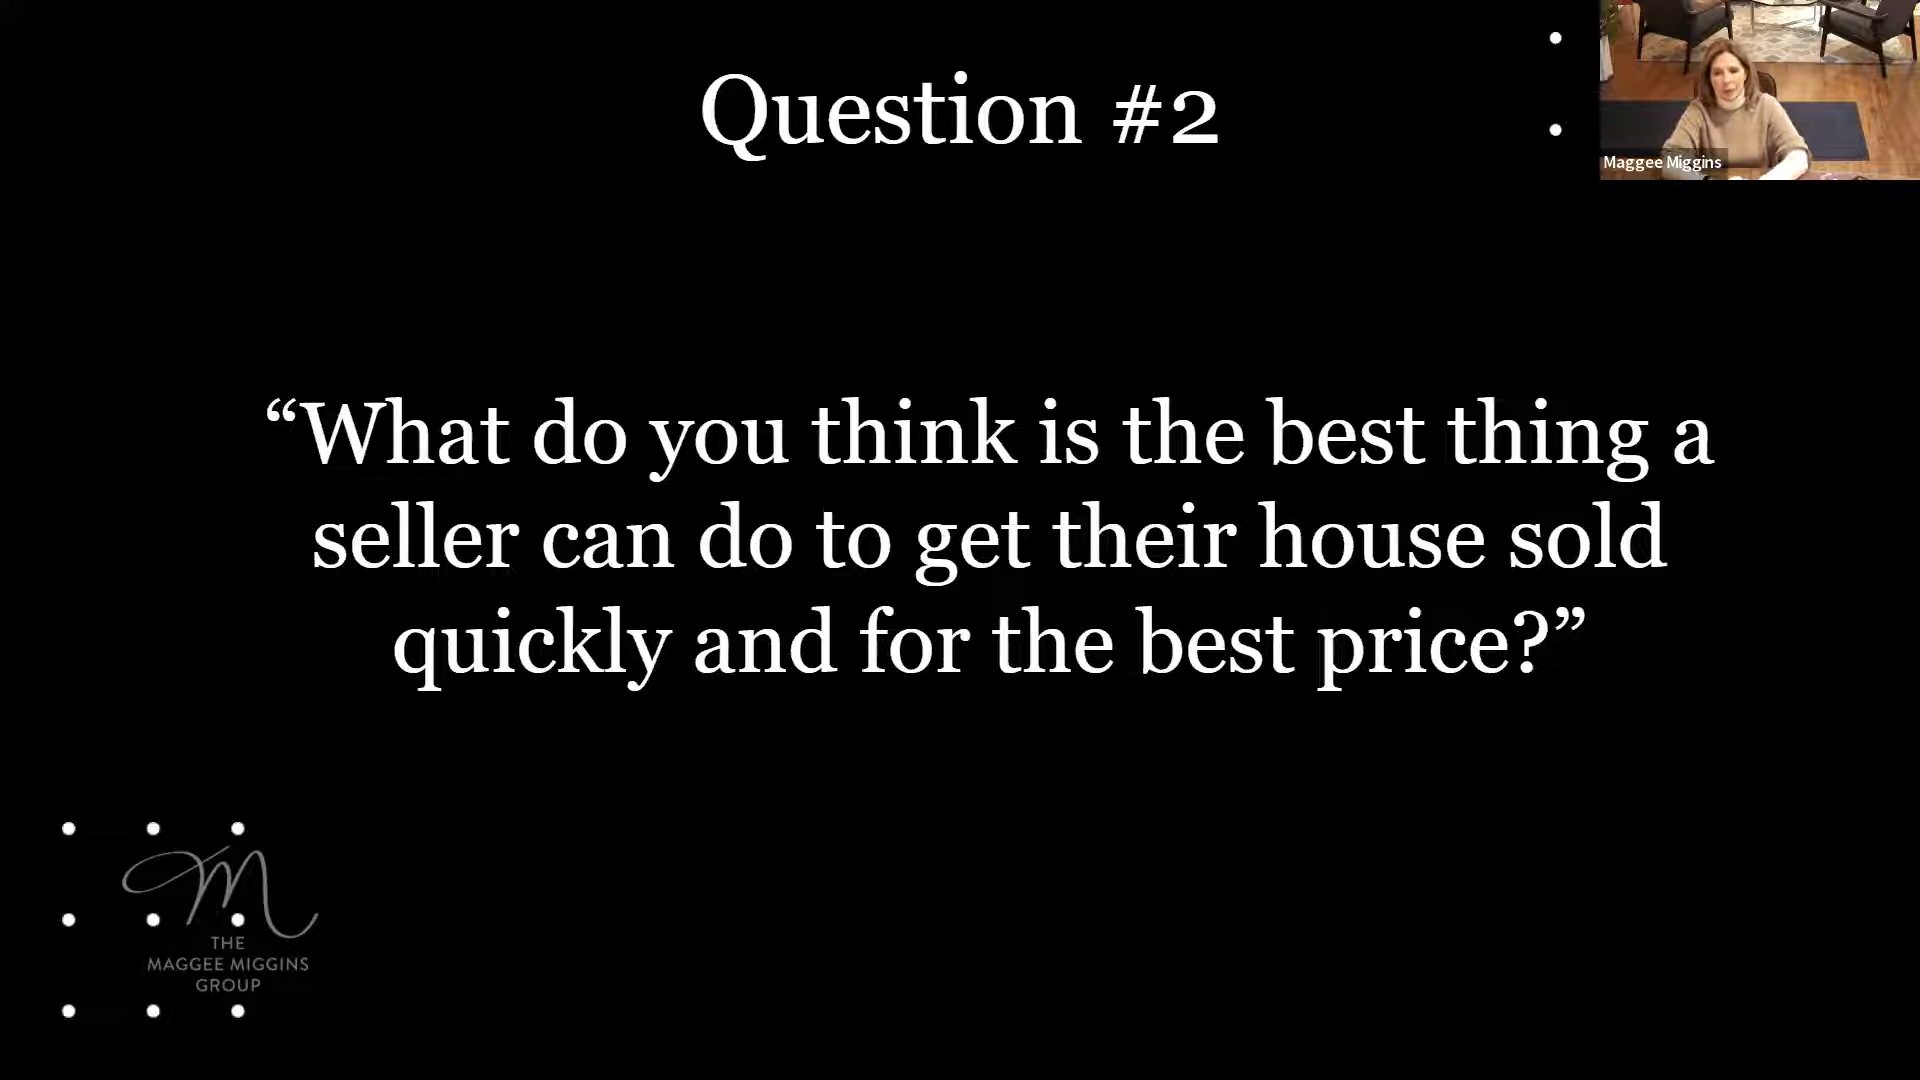 Question #2
Maggee Miggins
“What do you think is the best thing a
seller can do to get their house sold
quickly and for the best price?”
M
THE
MAGGEE MIGGINS
GROUP